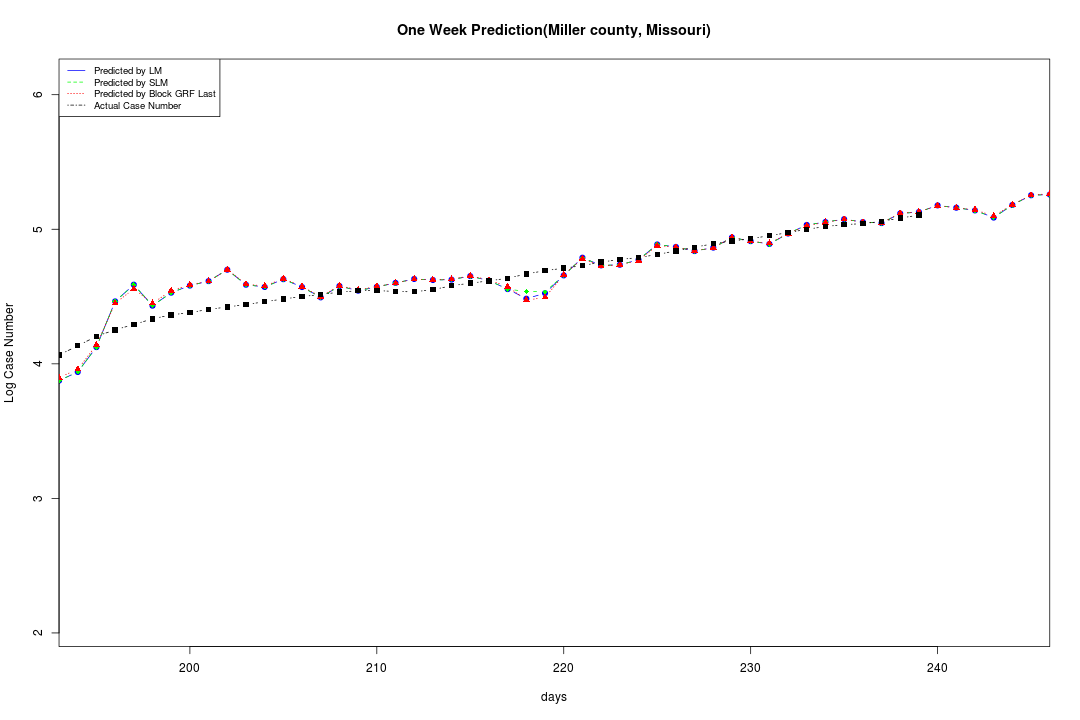 One Week Prediction(Miller county, Missouri)
Predicted by LM
Predicted by SLM
Predicted by Block GRF Last
Actual Case Number
6
5
4
3
2
Log Case Number
200 210 220 230 240
days